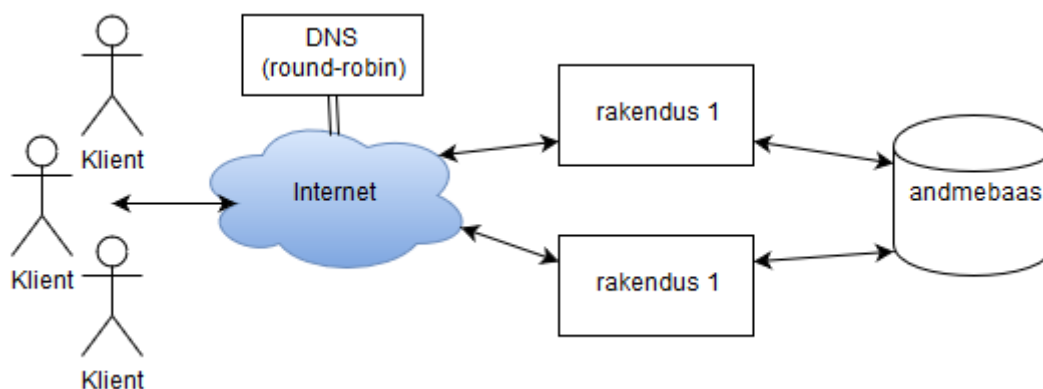 DNS
(round-robin)
Klient
rakendus 1
Internet
andmebaas
Klient
rakendus 1
Klient